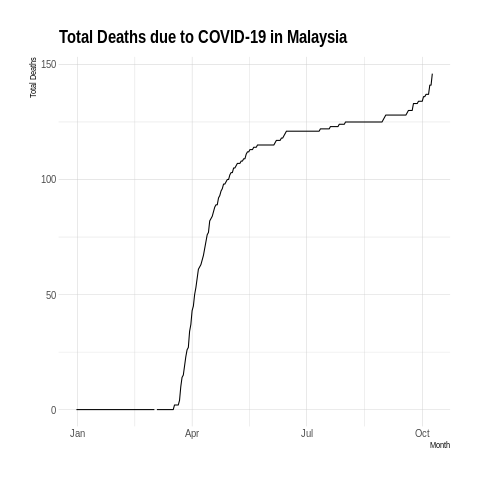 Total Deaths due to COVID-19 in Malaysia
Total Deaths
150
100
50
0
Jan Apr Jul Oct
Month